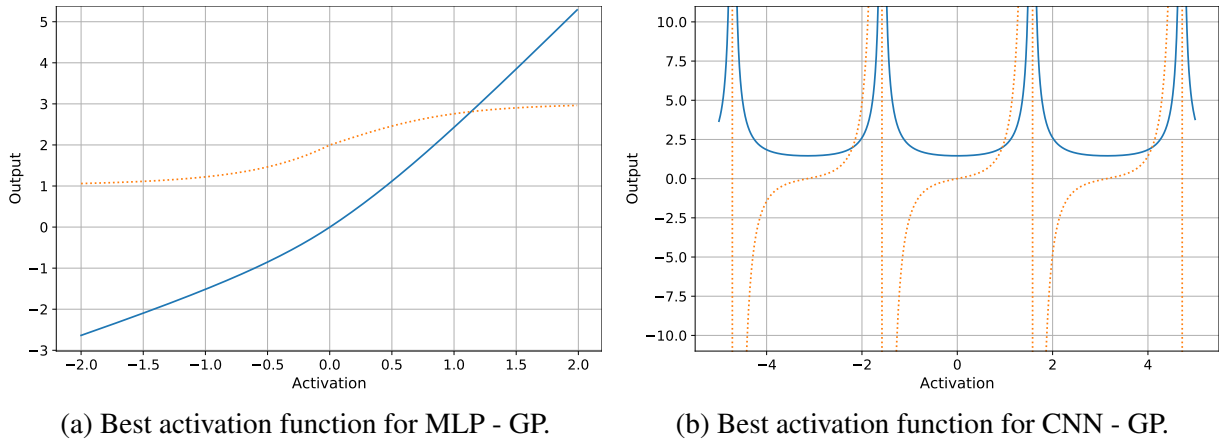 5
4
3
2
1
0
−1
−2
−3
Output
−2.0 −1.5 −1.0 −0.5 0.0 0.5 1.0 1.5 2.0
Activation
(a) Best activation function for MLP - GP.
10.0
7.5
5.0
2.5
0.0
−2.5
−5.0
−7.5
−10.0
Output
−4 −2 0 2 4
Activation
(b) Best activation function for CNN - GP.